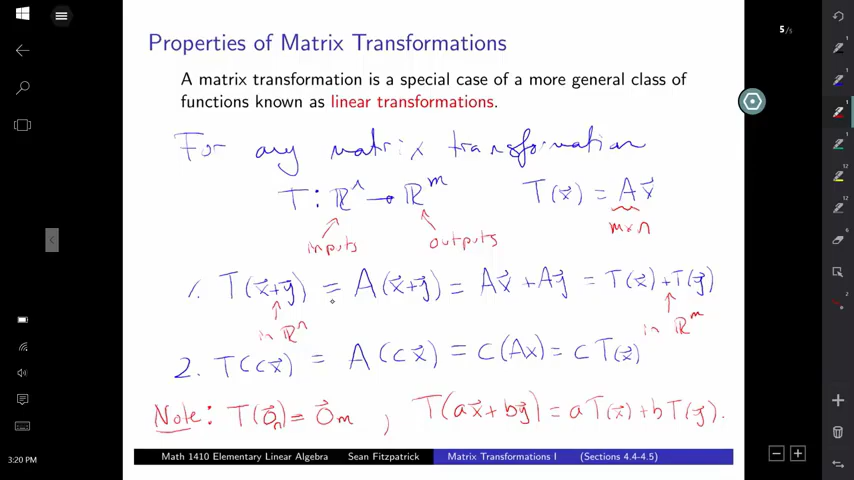 5/5
Properties of Matrix Transformations
A matrix transformation is a special case of a more general class of
functions known as linear transformations.
For any matrix transformation
T : ℝⁿ → ℝᵐ T(x⃗) = Ax⃗
inputs outputs m×n
1. T(x⃗+y⃗) = A(x⃗+y⃗) = Ax⃗ + Ay⃗ = T(x⃗) + T(y⃗)
in ℝⁿ in ℝᵐ
2. T(cx⃗) = A(cx⃗) = c(Ax) = cT(x⃗)
Note: T(0⃗ₙ) = 0⃗m , T(ax⃗+by⃗) = aT(x⃗) + bT(y⃗).
Math 1410 Elementary Linear Algebra Sean Fitzpatrick Matrix Transformations I (Sections 4.4-4.5)
3:20 PM